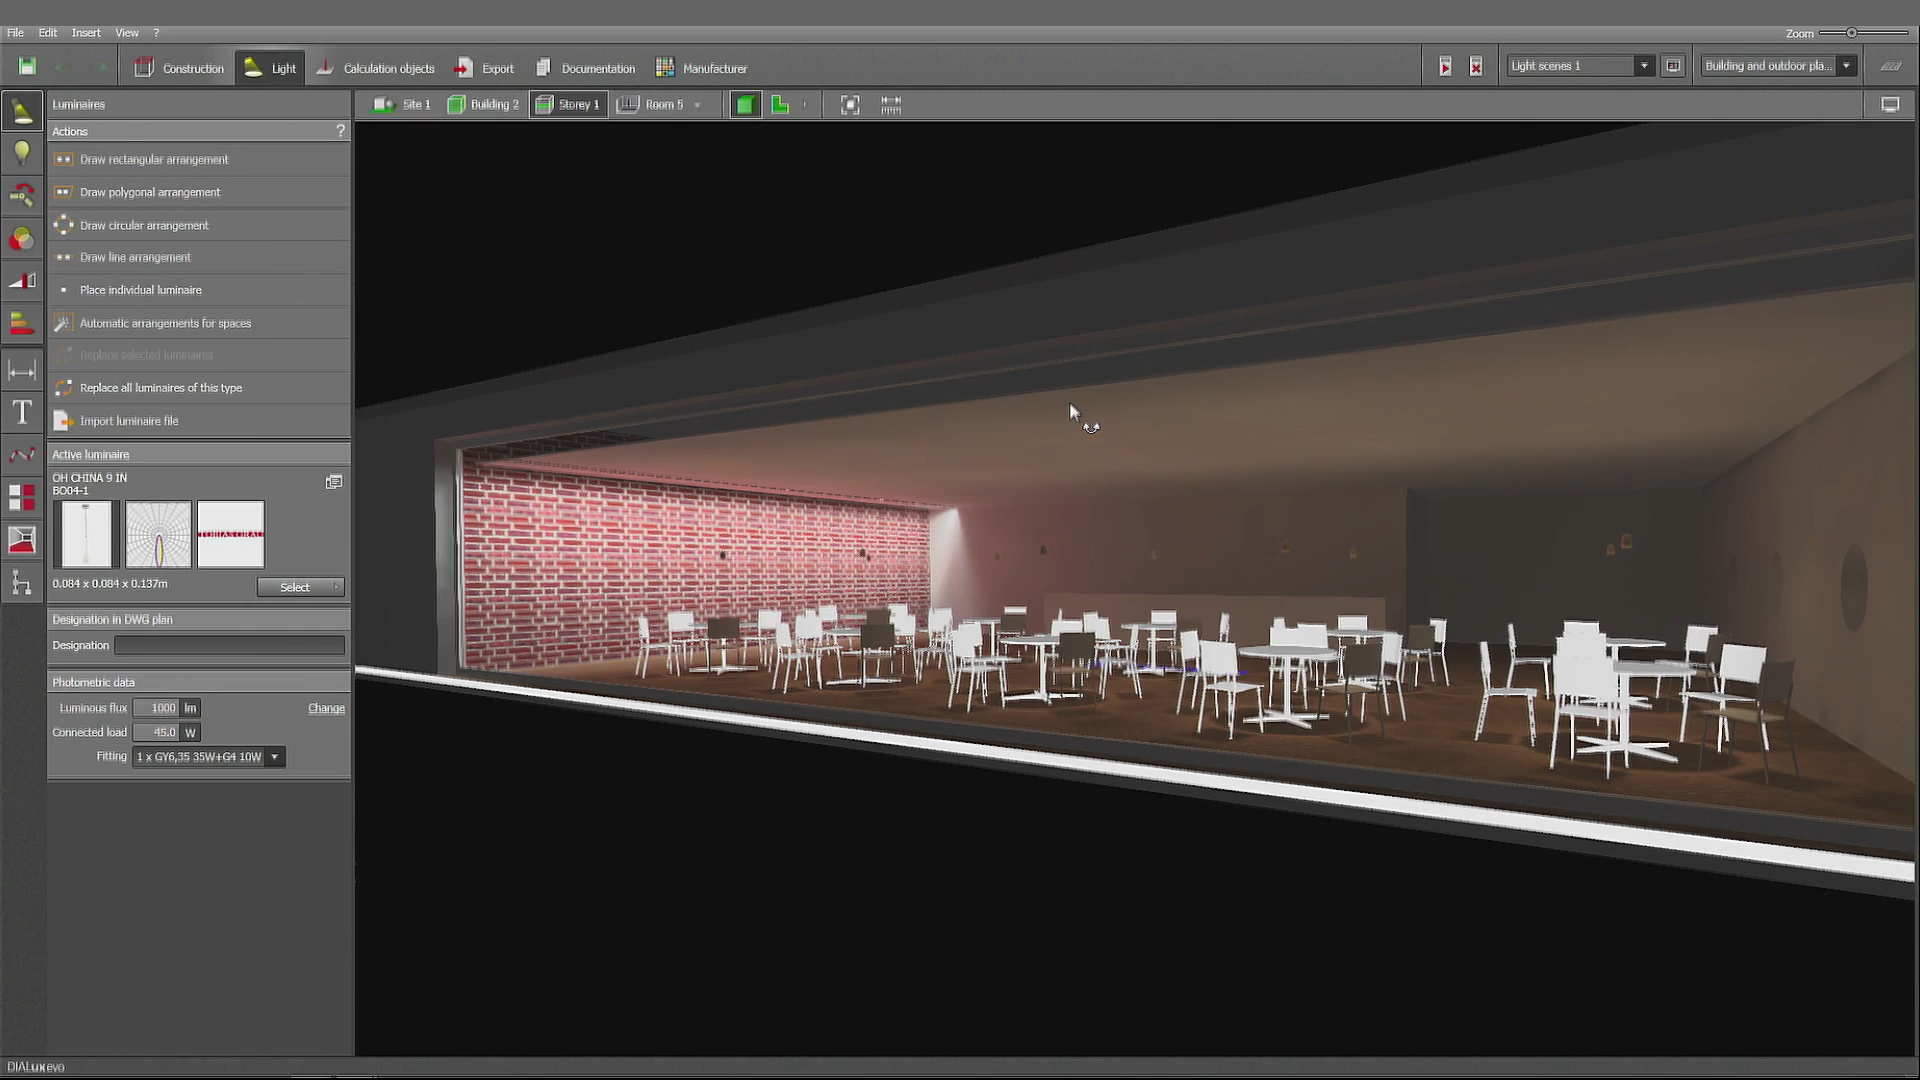 File Edit Insert View ?
Zoom
Construction Light Calculation objects Export Documentation Manufacturer
Light scenes 1
Building and outdoor pla...
Luminaires
Site 1 Building 2 Storey 1 Room 5
Actions ?
Draw rectangular arrangement
Draw polygonal arrangement
Draw circular arrangement
Draw line arrangement
Place individual luminaire
Automatic arrangements for spaces
Replace selected luminaires
Replace all luminaires of this type
Import luminaire file
Active luminaire
OH CHINA 9 IN
BO04-1
TOBIAS GRAU
0.084 x 0.084 x 0.137m
Select
Designation in DWG plan
Designation
Photometric data
Luminous flux 1000 lm Change
Connected load 45.0 W
Fitting 1 x GY6,35 35W+G4 10W
DIALux evo